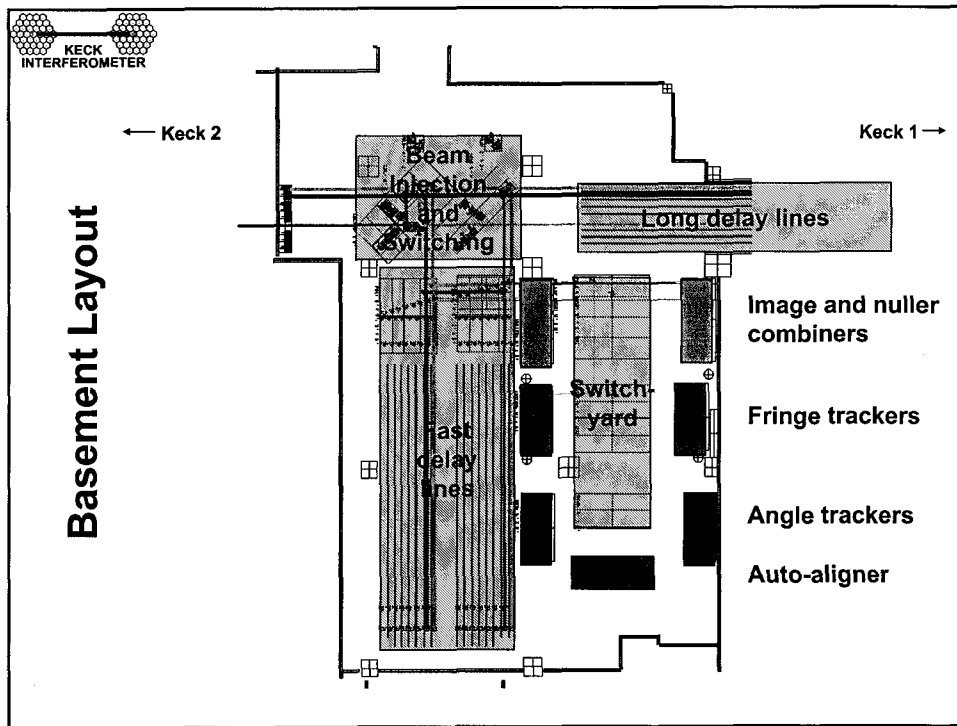 KECK
INTERFEROMETER
← Keck 2
Keck 1 →
Basement Layout
Beam
Injection
and
Switching
Long delay lines
Image and nuller
combiners
Switch-
yard
Fringe trackers
Fast
delay
lines
Angle trackers
Auto-aligner